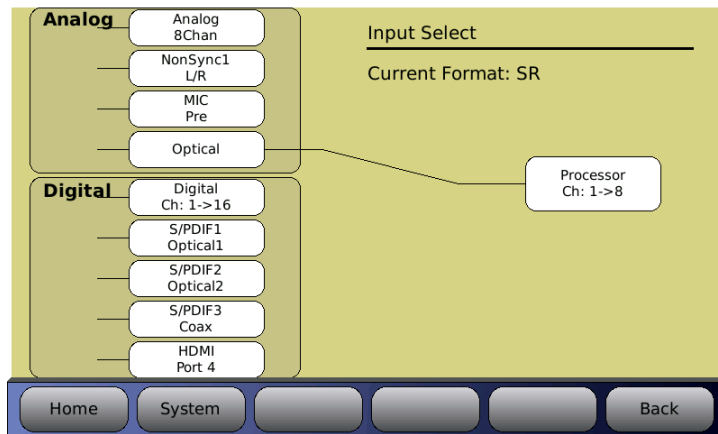 Analog
Analog
8Chan
NonSync1
L/R
MIC
Pre
Optical
Digital
Digital
Ch: 1->16
S/PDIF1
Optical1
S/PDIF2
Optical2
S/PDIF3
Coax
HDMI
Port 4
Input Select
Current Format: SR
Processor
Ch: 1->8
Home
System
Back